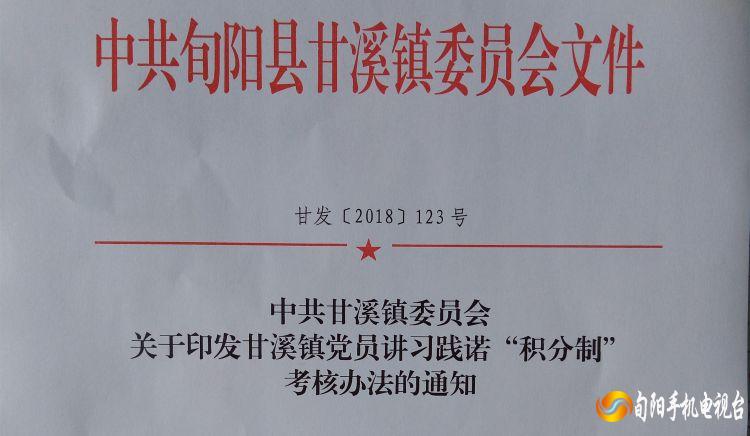 中共旬阳县甘溪镇委员会文件
甘发〔2018〕123号
中共甘溪镇委员会
关于印发甘溪镇党员讲习践诺“积分制”
考核办法的通知
旬阳手机电视台